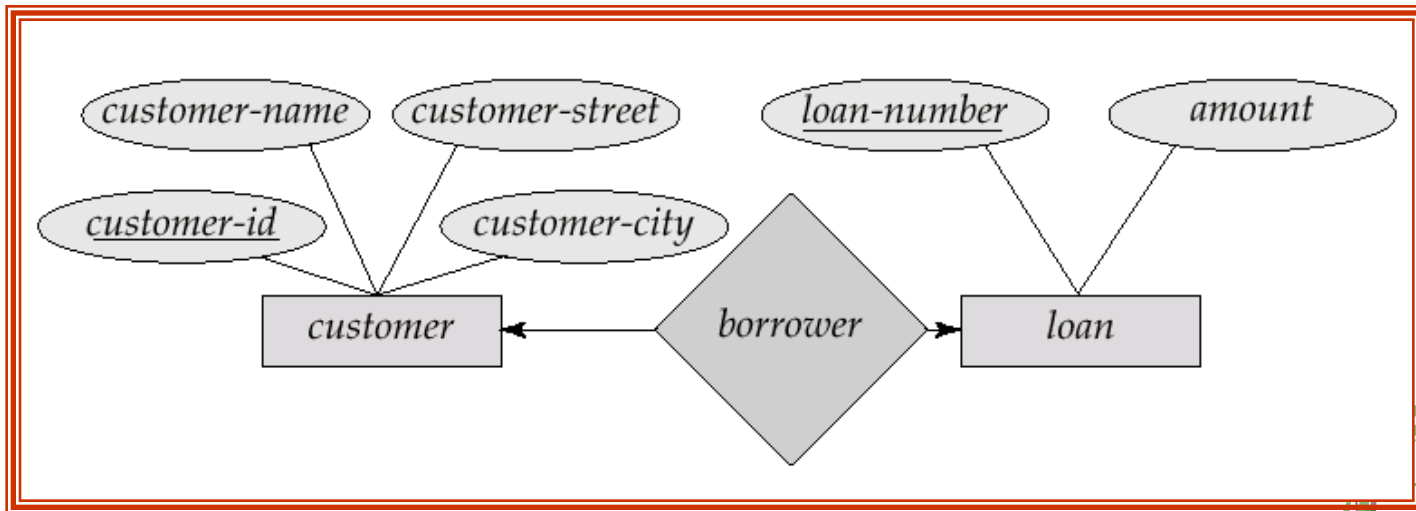 customer-name
customer-street
loan-number
amount
customer-id
customer-city
customer
borrower
loan